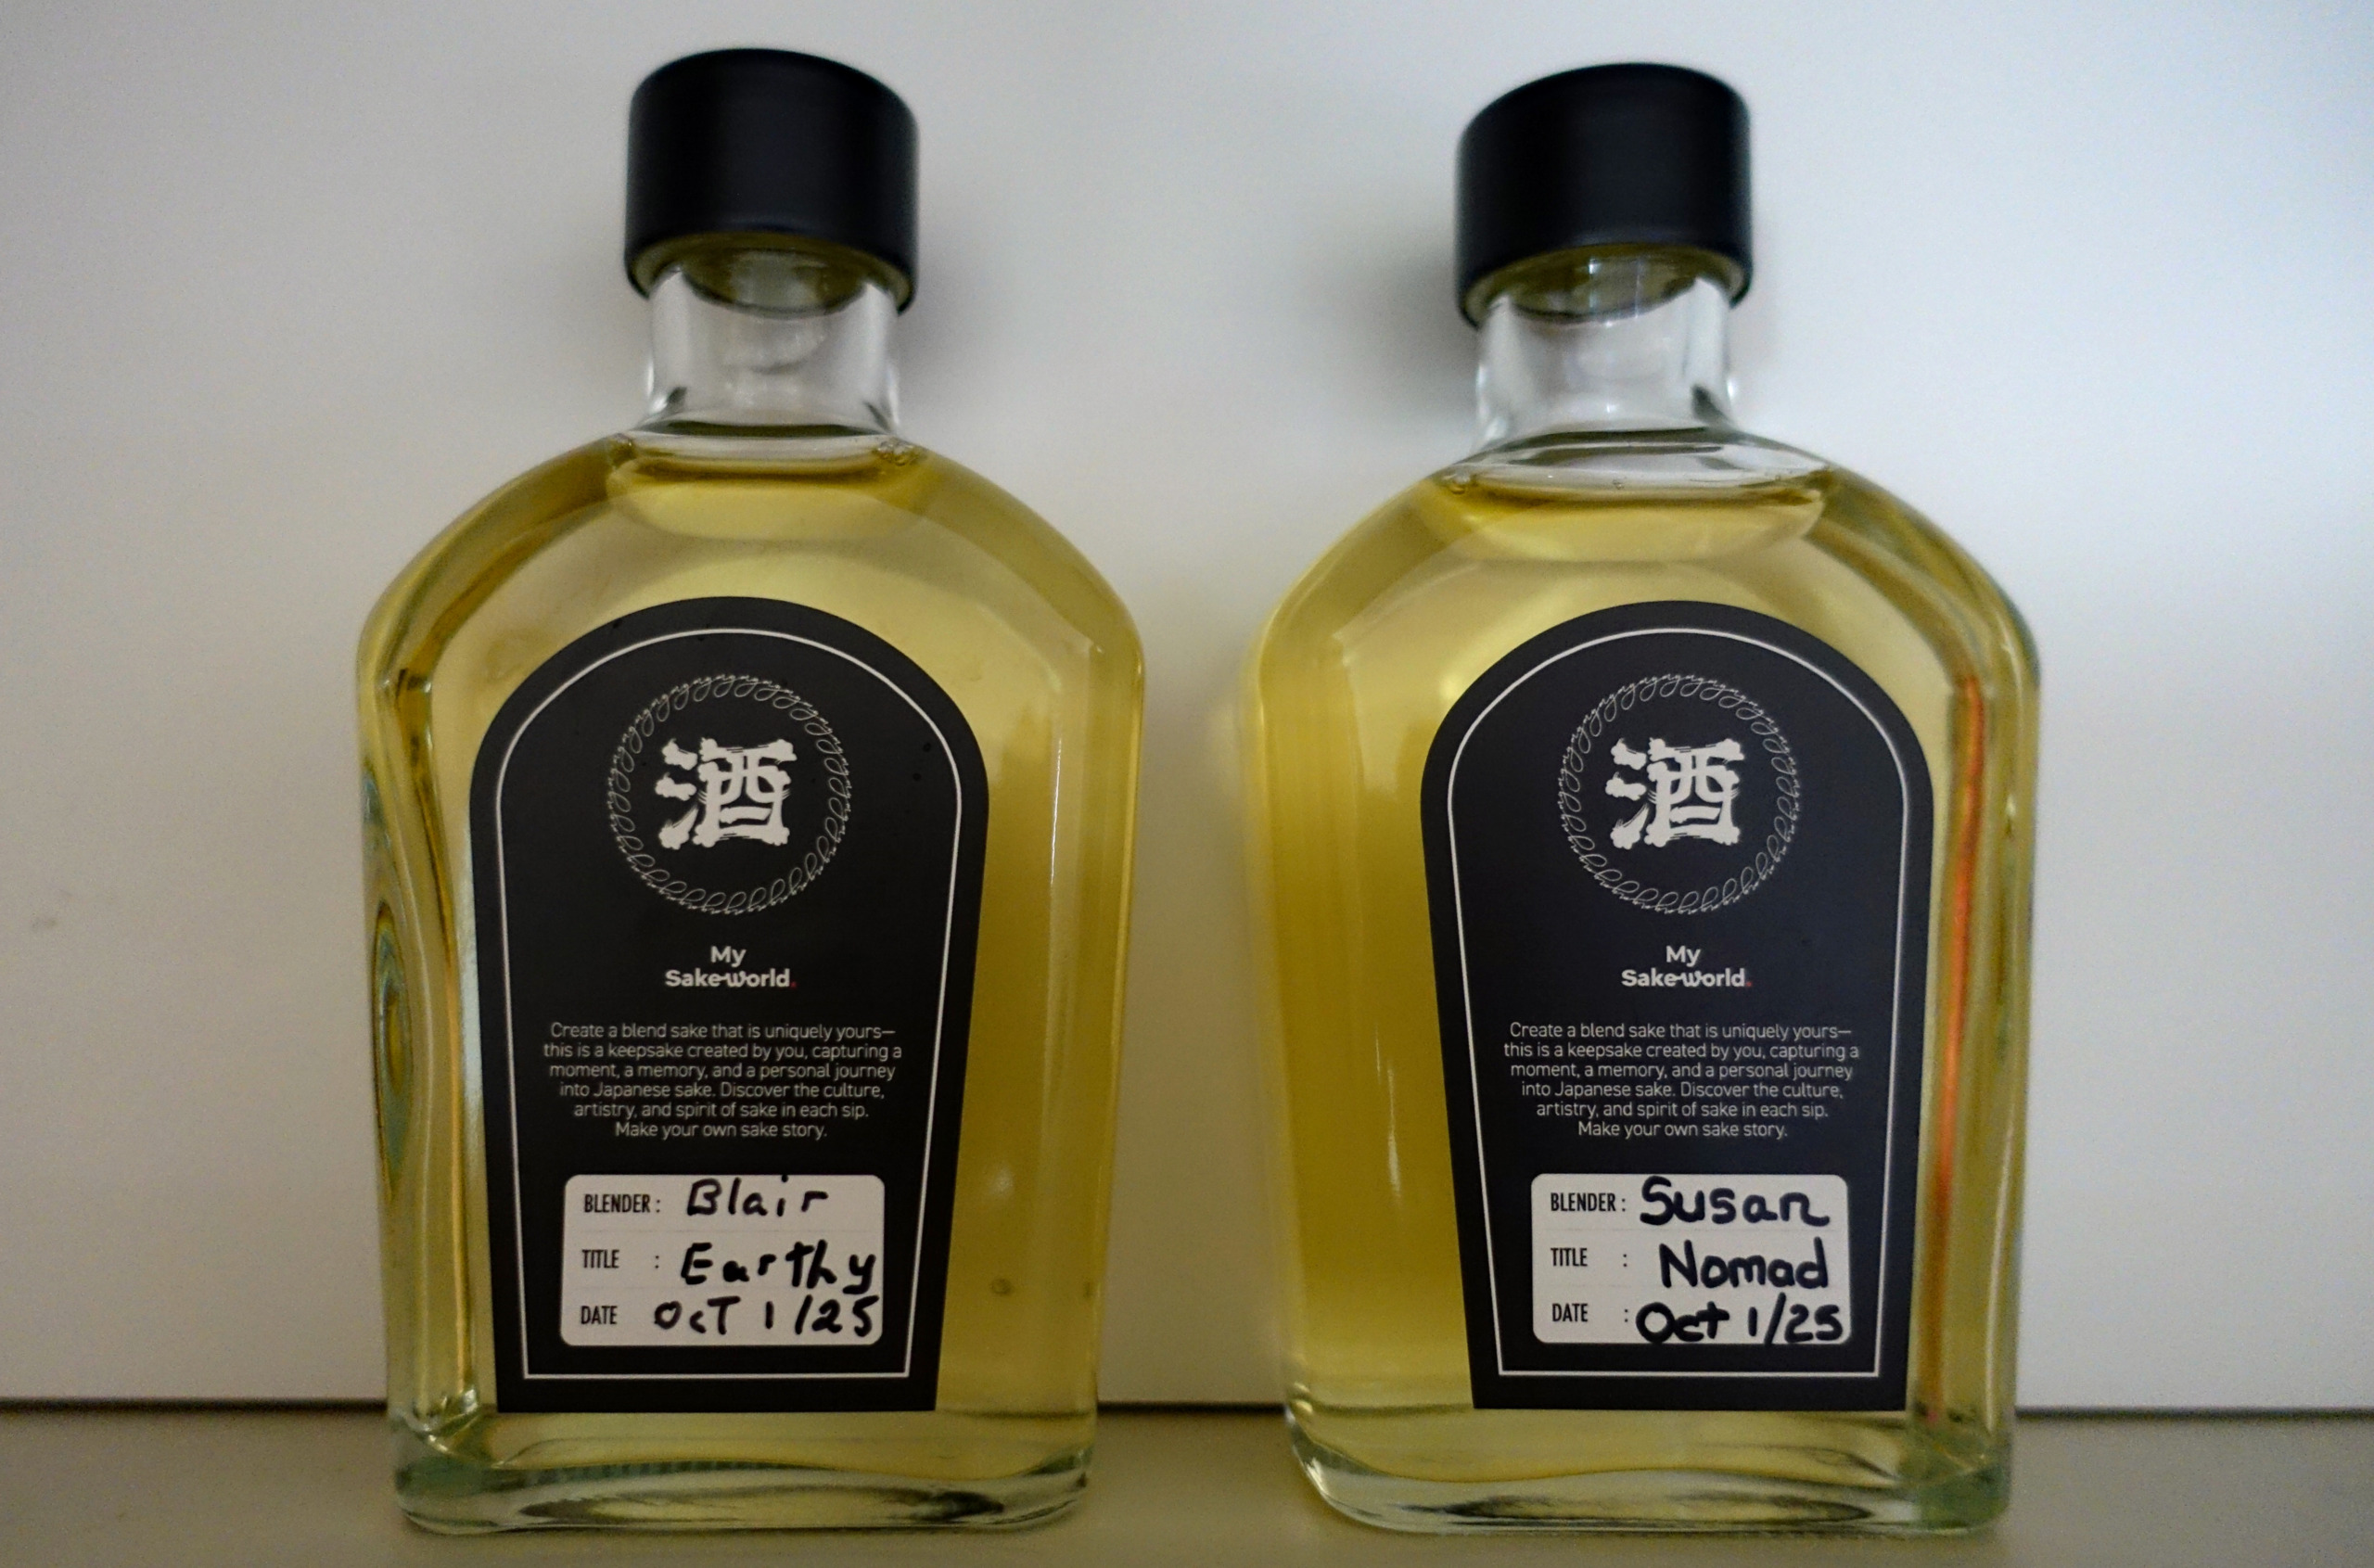 酒
My
Sakeworld.
Create a blend sake that is uniquely yours—
this is a keepsake created by you, capturing a
moment, a memory, and a personal journey
into Japanese sake. Discover the culture,
artistry, and spirit of sake in each sip.
Make your own sake story.
BLENDER : Blair
TITLE : Earthy
DATE OcT 1/25
酒
My
Sakeworld.
Create a blend sake that is uniquely yours—
this is a keepsake created by you, capturing a
moment, a memory, and a personal journey
into Japanese sake. Discover the culture,
artistry, and spirit of sake in each sip.
Make your own sake story.
BLENDER : Susan
TITLE : Nomad
DATE : Oct 1/25